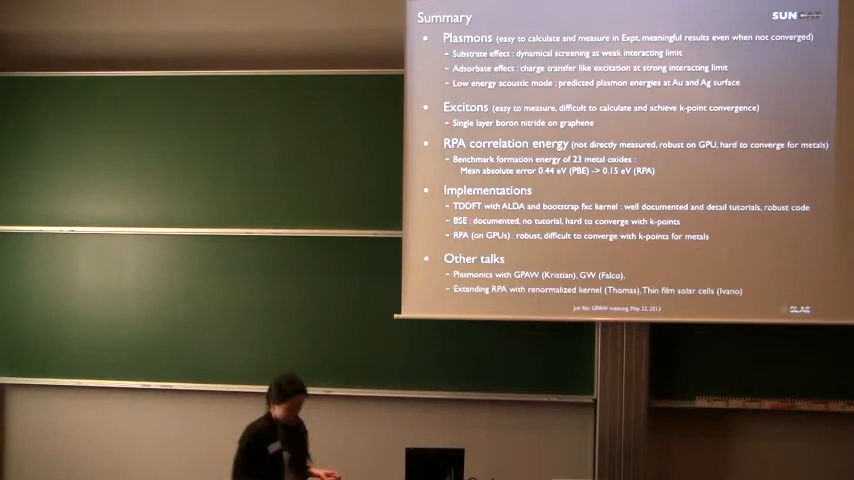 Summary
SUNCAT
• Plasmons (easy to calculate and measure in Expt, meaningful results even when not converged)
- Substrate effect : dynamical screening at weak interacting limit
- Adsorbate effect : charge transfer like excitation at strong interacting limit
- Low energy acoustic mode : predicted plasmon energies at Au and Ag surface
• Excitons (easy to measure, difficult to calculate and achieve k-point convergence)
- Single layer boron nitride on graphene
• RPA correlation energy (not directly measured, robust on GPU, hard to converge for metals)
- Benchmark formation energy of 23 metal oxides :
Mean absolute error 0.44 eV (PBE) -> 0.15 eV (RPA)
• Implementations
- TDDFT with ALDA and bootstrap fxc kernel : well documented and detail tutorials, robust code
- BSE : documented, no tutorial, hard to converge with k-points
- RPA (on GPUs) : robust, difficult to converge with k-points for metals
• Other talks
- Plasmonics with GPAW (Kristian), GW (Falco),
- Extending RPA with renormalized kernel (Thomas), Thin film solar cells (Ivano)
Jun Yan, GPAW meeting, May 22, 2013
SLAC